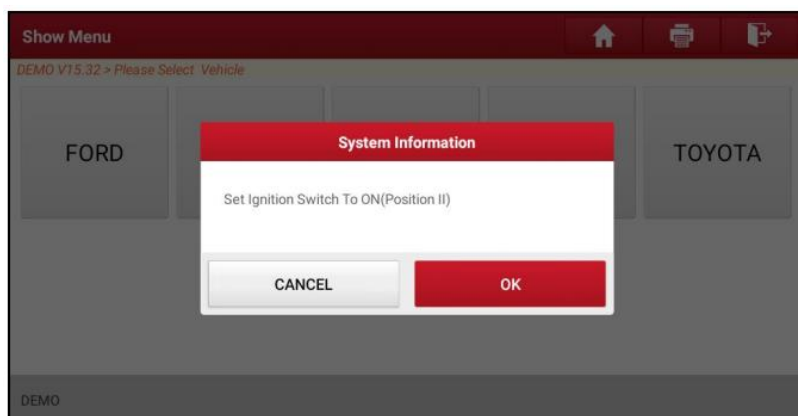 Show Menu
DEMO V15.32 > Please Select Vehicle
FORD
TOYOTA
System Information
Set Ignition Switch To ON(Position II)
CANCEL
OK
DEMO